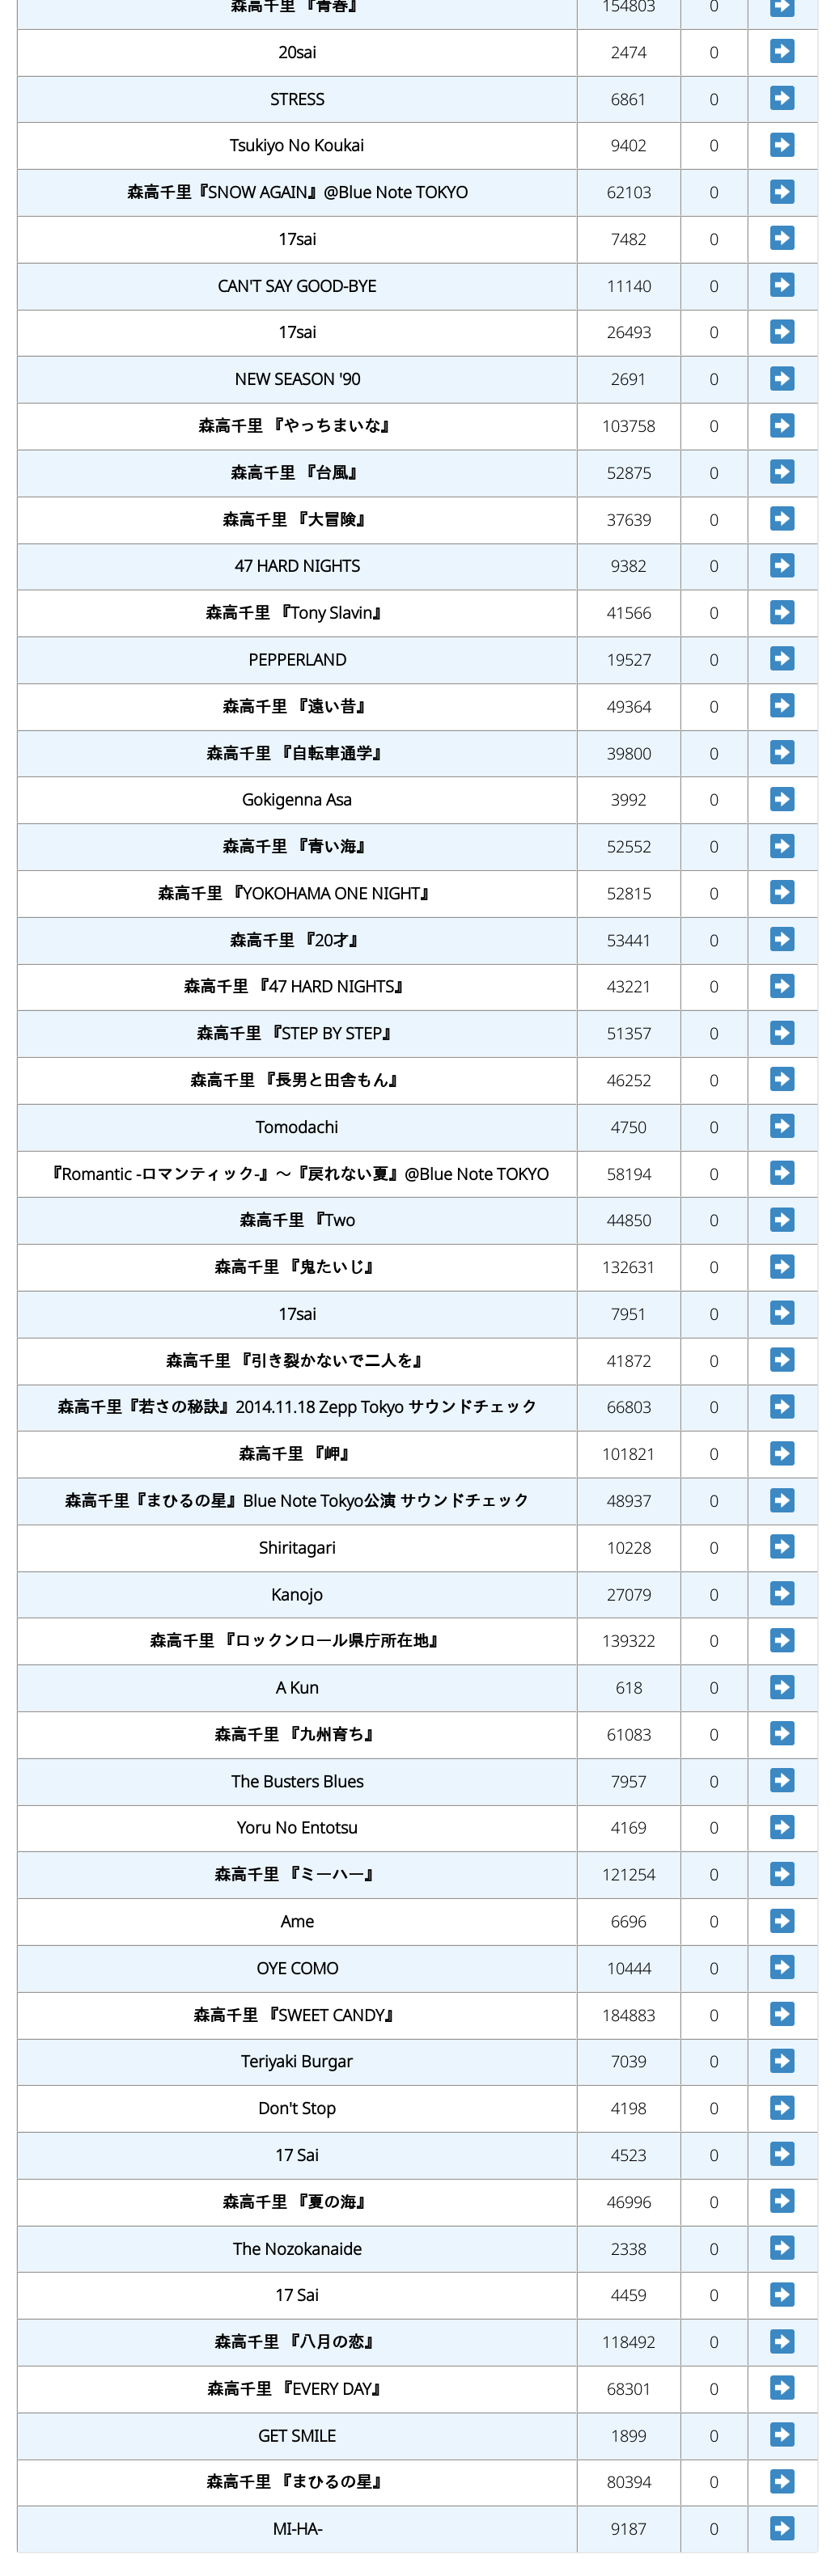 森高千里 『青春』 154803 0
20sai 2474 0
STRESS 6861 0
Tsukiyo No Koukai 9402 0
森高千里『SNOW AGAIN』@Blue Note TOKYO 62103 0
17sai 7482 0
CAN'T SAY GOOD-BYE 11140 0
17sai 26493 0
NEW SEASON '90 2691 0
森高千里 『やっちまいな』 103758 0
森高千里 『台風』 52875 0
森高千里 『大冒険』 37639 0
47 HARD NIGHTS 9382 0
森高千里 『Tony Slavin』 41566 0
PEPPERLAND 19527 0
森高千里 『遠い昔』 49364 0
森高千里 『自転車通学』 39800 0
Gokigenna Asa 3992 0
森高千里 『青い海』 52552 0
森高千里 『YOKOHAMA ONE NIGHT』 52815 0
森高千里 『20才』 53441 0
森高千里 『47 HARD NIGHTS』 43221 0
森高千里 『STEP BY STEP』 51357 0
森高千里 『長男と田舎もん』 46252 0
Tomodachi 4750 0
『Romantic -ロマンティック-』～『戻れない夏』@Blue Note TOKYO 58194 0
森高千里 『Two 44850 0
森高千里 『鬼たいじ』 132631 0
17sai 7951 0
森高千里 『引き裂かないで二人を』 41872 0
森高千里『若さの秘訣』2014.11.18 Zepp Tokyo サウンドチェック 66803 0
森高千里 『岬』 101821 0
森高千里『まひるの星』Blue Note Tokyo公演 サウンドチェック 48937 0
Shiritagari 10228 0
Kanojo 27079 0
森高千里 『ロックンロール県庁所在地』 139322 0
A Kun 618 0
森高千里 『九州育ち』 61083 0
The Busters Blues 7957 0
Yoru No Entotsu 4169 0
森高千里 『ミーハー』 121254 0
Ame 6696 0
OYE COMO 10444 0
森高千里 『SWEET CANDY』 184883 0
Teriyaki Burgar 7039 0
Don't Stop 4198 0
17 Sai 4523 0
森高千里 『夏の海』 46996 0
The Nozokanaide 2338 0
17 Sai 4459 0
森高千里 『八月の恋』 118492 0
森高千里 『EVERY DAY』 68301 0
GET SMILE 1899 0
森高千里 『まひるの星』 80394 0
MI-HA- 9187 0